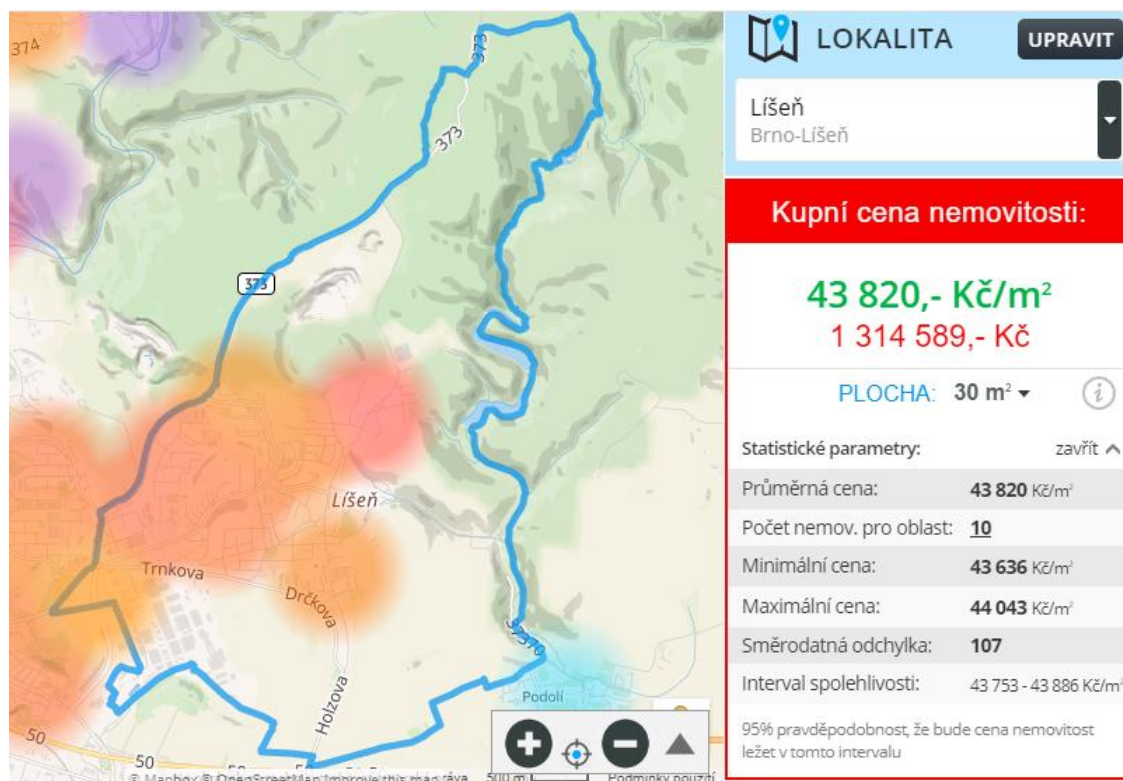 374
373
373
373
Líšeň
Trnkova
Drčkova
Holzova
37370
Podolí
50
50
50
50
© Mapbox © OpenStreetMap Improve this map
500 m
Podmínky použití
LOKALITA
UPRAVIT
Líšeň
Brno-Líšeň
Kupní cena nemovitosti:
43 820,- Kč/m²
1 314 589,- Kč
PLOCHA: 30 m²
Statistické parametry: zavřít
Průměrná cena: 43 820 Kč/m²
Počet nemov. pro oblast: 10
Minimální cena: 43 636 Kč/m²
Maximální cena: 44 043 Kč/m²
Směrodatná odchylka: 107
Interval spolehlivosti: 43 753 - 43 886 Kč/m²
95% pravděpodobnost, že bude cena nemovitost
ležet v tomto intervalu